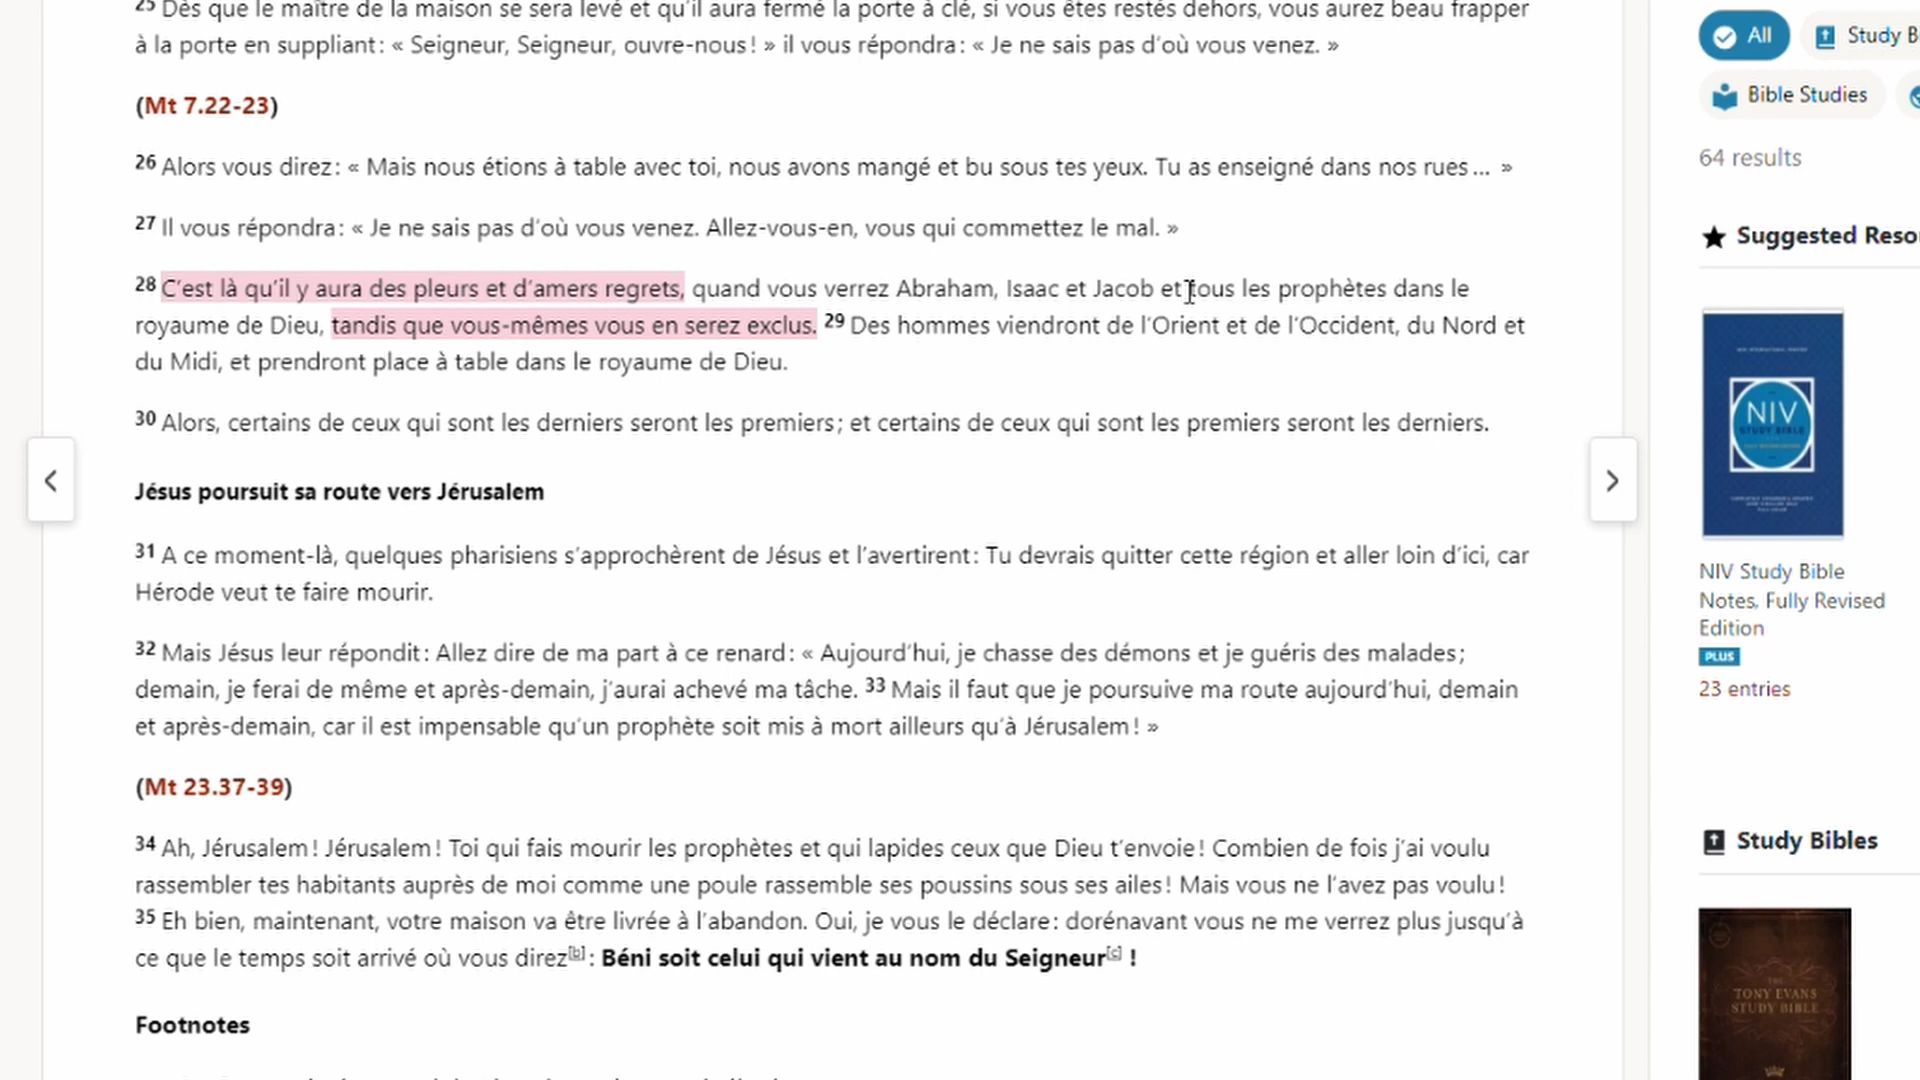 25 Dès que le maître de la maison se sera levé et qu'il aura fermé la porte à clé, si vous êtes restés dehors, vous aurez beau frapper
à la porte en suppliant : « Seigneur, Seigneur, ouvre-nous ! » il vous répondra : « Je ne sais pas d'où vous venez. »
(Mt 7.22-23)
26 Alors vous direz : « Mais nous étions à table avec toi, nous avons mangé et bu sous tes yeux. Tu as enseigné dans nos rues ... »
27 Il vous répondra : « Je ne sais pas d'où vous venez. Allez-vous-en, vous qui commettez le mal. »
28 C'est là qu'il y aura des pleurs et d'amers regrets, quand vous verrez Abraham, Isaac et Jacob et tous les prophètes dans le
royaume de Dieu, tandis que vous-mêmes vous en serez exclus. 29 Des hommes viendront de l'Orient et de l'Occident, du Nord et
du Midi, et prendront place à table dans le royaume de Dieu.
30 Alors, certains de ceux qui sont les derniers seront les premiers ; et certains de ceux qui sont les premiers seront les derniers.
Jésus poursuit sa route vers Jérusalem
31 A ce moment-là, quelques pharisiens s'approchèrent de Jésus et l'avertirent : Tu devrais quitter cette région et aller loin d'ici, car
Hérode veut te faire mourir.
32 Mais Jésus leur répondit : Allez dire de ma part à ce renard : « Aujourd'hui, je chasse des démons et je guéris des malades ;
demain, je ferai de même et après-demain, j'aurai achevé ma tâche. 33 Mais il faut que je poursuive ma route aujourd'hui, demain
et après-demain, car il est impensable qu'un prophète soit mis à mort ailleurs qu'à Jérusalem ! »
(Mt 23.37-39)
34 Ah, Jérusalem ! Jérusalem ! Toi qui fais mourir les prophètes et qui lapides ceux que Dieu t'envoie ! Combien de fois j'ai voulu
rassembler tes habitants auprès de moi comme une poule rassemble ses poussins sous ses ailes ! Mais vous ne l'avez pas voulu !
35 Eh bien, maintenant, votre maison va être livrée à l'abandon. Oui, je vous le déclare : dorénavant vous ne me verrez plus jusqu'à
ce que le temps soit arrivé où vous direz[b] : Béni soit celui qui vient au nom du Seigneur[c] !
Footnotes
All
Study B
Bible Studies
64 results
Suggested Reso
NIV
STUDY BIBLE
NIV Study Bible
Notes, Fully Revised
Edition
PLUS
23 entries
Study Bibles
THE
TONY EVANS
STUDY BIBLE